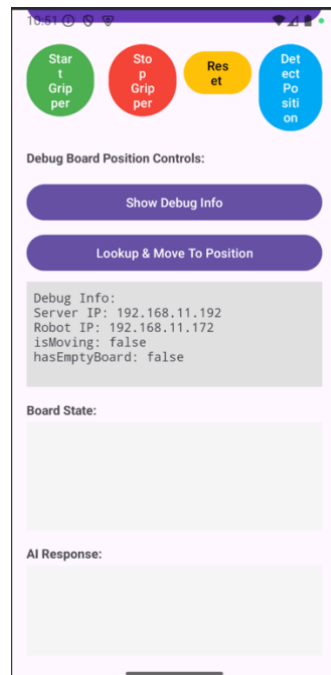 10:51
Star
t
Grip
per
Sto
p
Grip
per
Res
et
Det
ect
Po
siti
on
Debug Board Position Controls:
Show Debug Info
Lookup & Move To Position
Debug Info:
Server IP: 192.168.11.192
Robot IP: 192.168.11.172
isMoving: false
hasEmptyBoard: false
Board State:
AI Response: